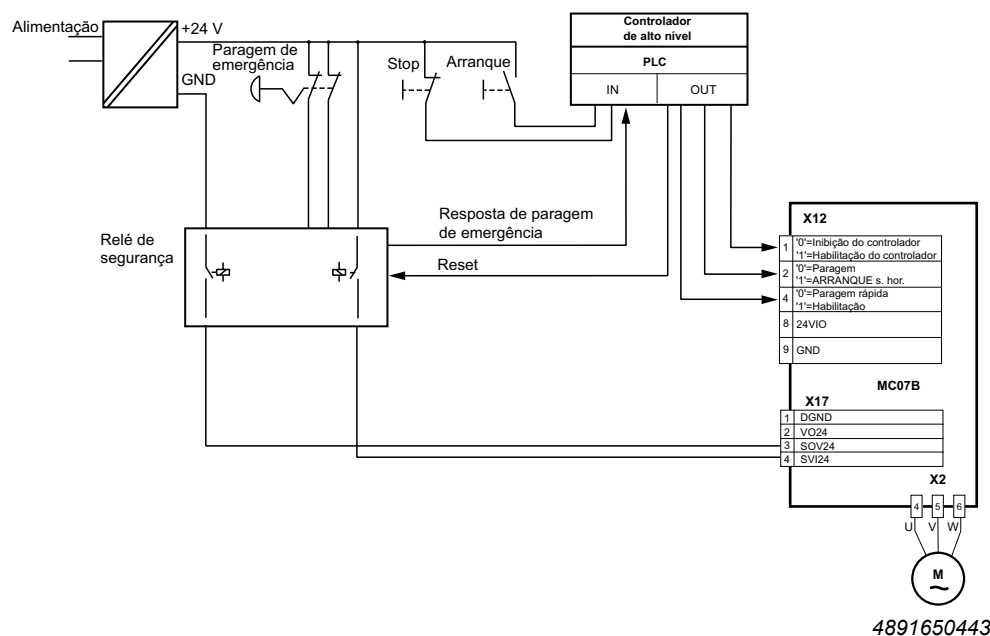 Alimentação
+24 V
GND
Paragem de
emergência
Stop
Arranque
Controlador
de alto nível
PLC
IN
OUT
Relé de
segurança
Resposta de paragem
de emergência
Reset
X12
1
'0'=Inibição do controlador
'1'=Habilitação do controlador
2
'0'=Paragem
'1'=ARRANQUE s. hor.
4
'0'=Paragem rápida
'1'=Habilitação
8 24VIO
9 GND
MC07B
X17
1 DGND
2 VO24
3 SOV24
4 SVI24
X2
4 5 6
U V W
M
4891650443